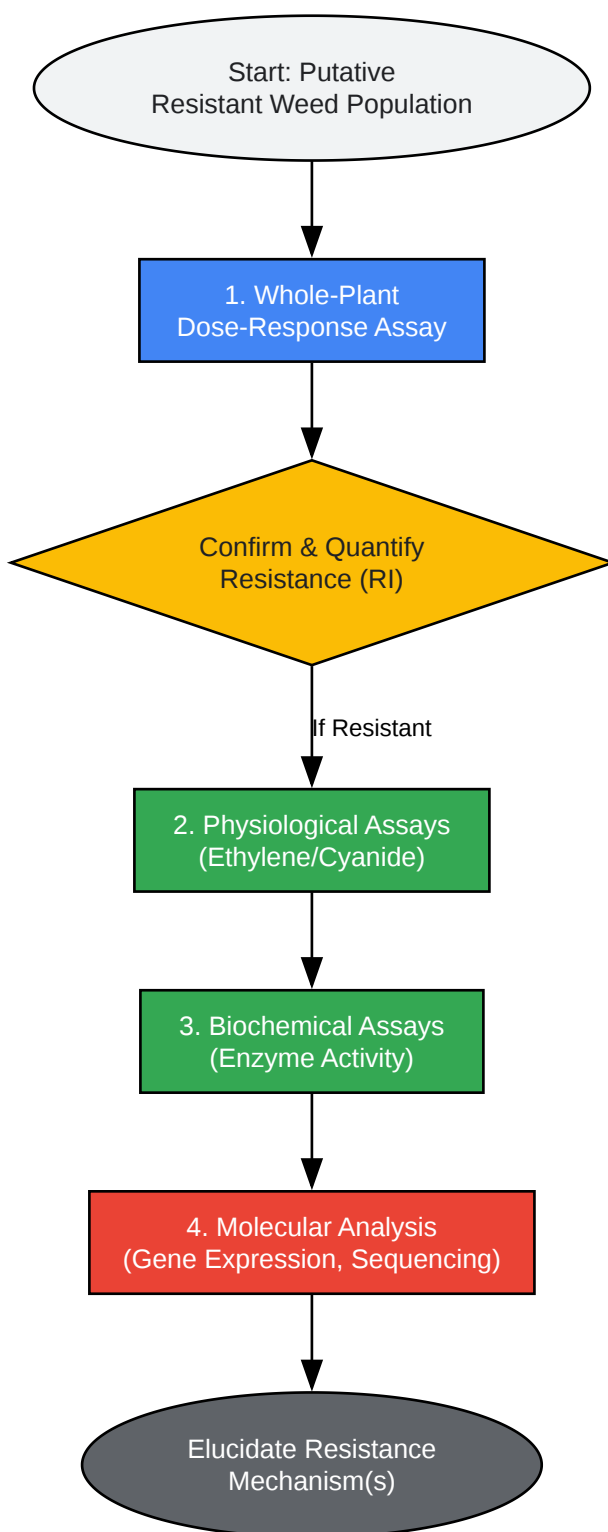 Start: Putative
Resistant Weed Population
1. Whole-Plant
Dose-Response Assay
Confirm & Quantify
Resistance (RI)
If Resistant
2. Physiological Assays
(Ethylene/Cyanide)
3. Biochemical Assays
(Enzyme Activity)
4. Molecular Analysis
(Gene Expression, Sequencing)
Elucidate Resistance
Mechanism(s)